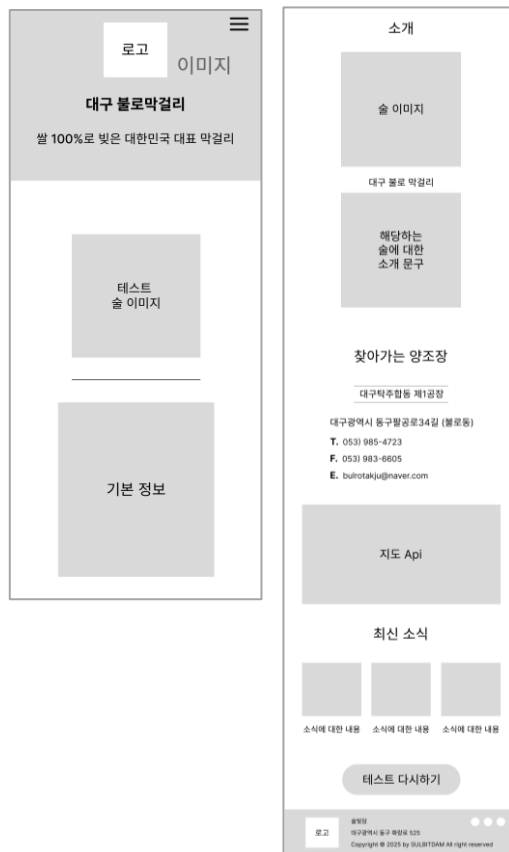 로고
이미지
대구 불로막걸리
쌀 100%로 빚은 대한민국 대표 막걸리
테스트
술 이미지
기본 정보
소개
술 이미지
대구 불로 막걸리
해당하는
술에 대한
소개 문구
찾아가는 양조장
대구탁주합동 제1공장
대구광역시 동구팔공로34길 (불로동)
T. 053) 985-4723
F. 053) 983-6605
E. bulrotakju@naver.com
지도 Api
최신 소식
소식에 대한 내용 소식에 대한 내용 소식에 대한 내용
테스트 다시하기
로고
술빛담
대구광역시 동구 화랑로 525
Copyright © 2025 by SULBITDAM All right reserved